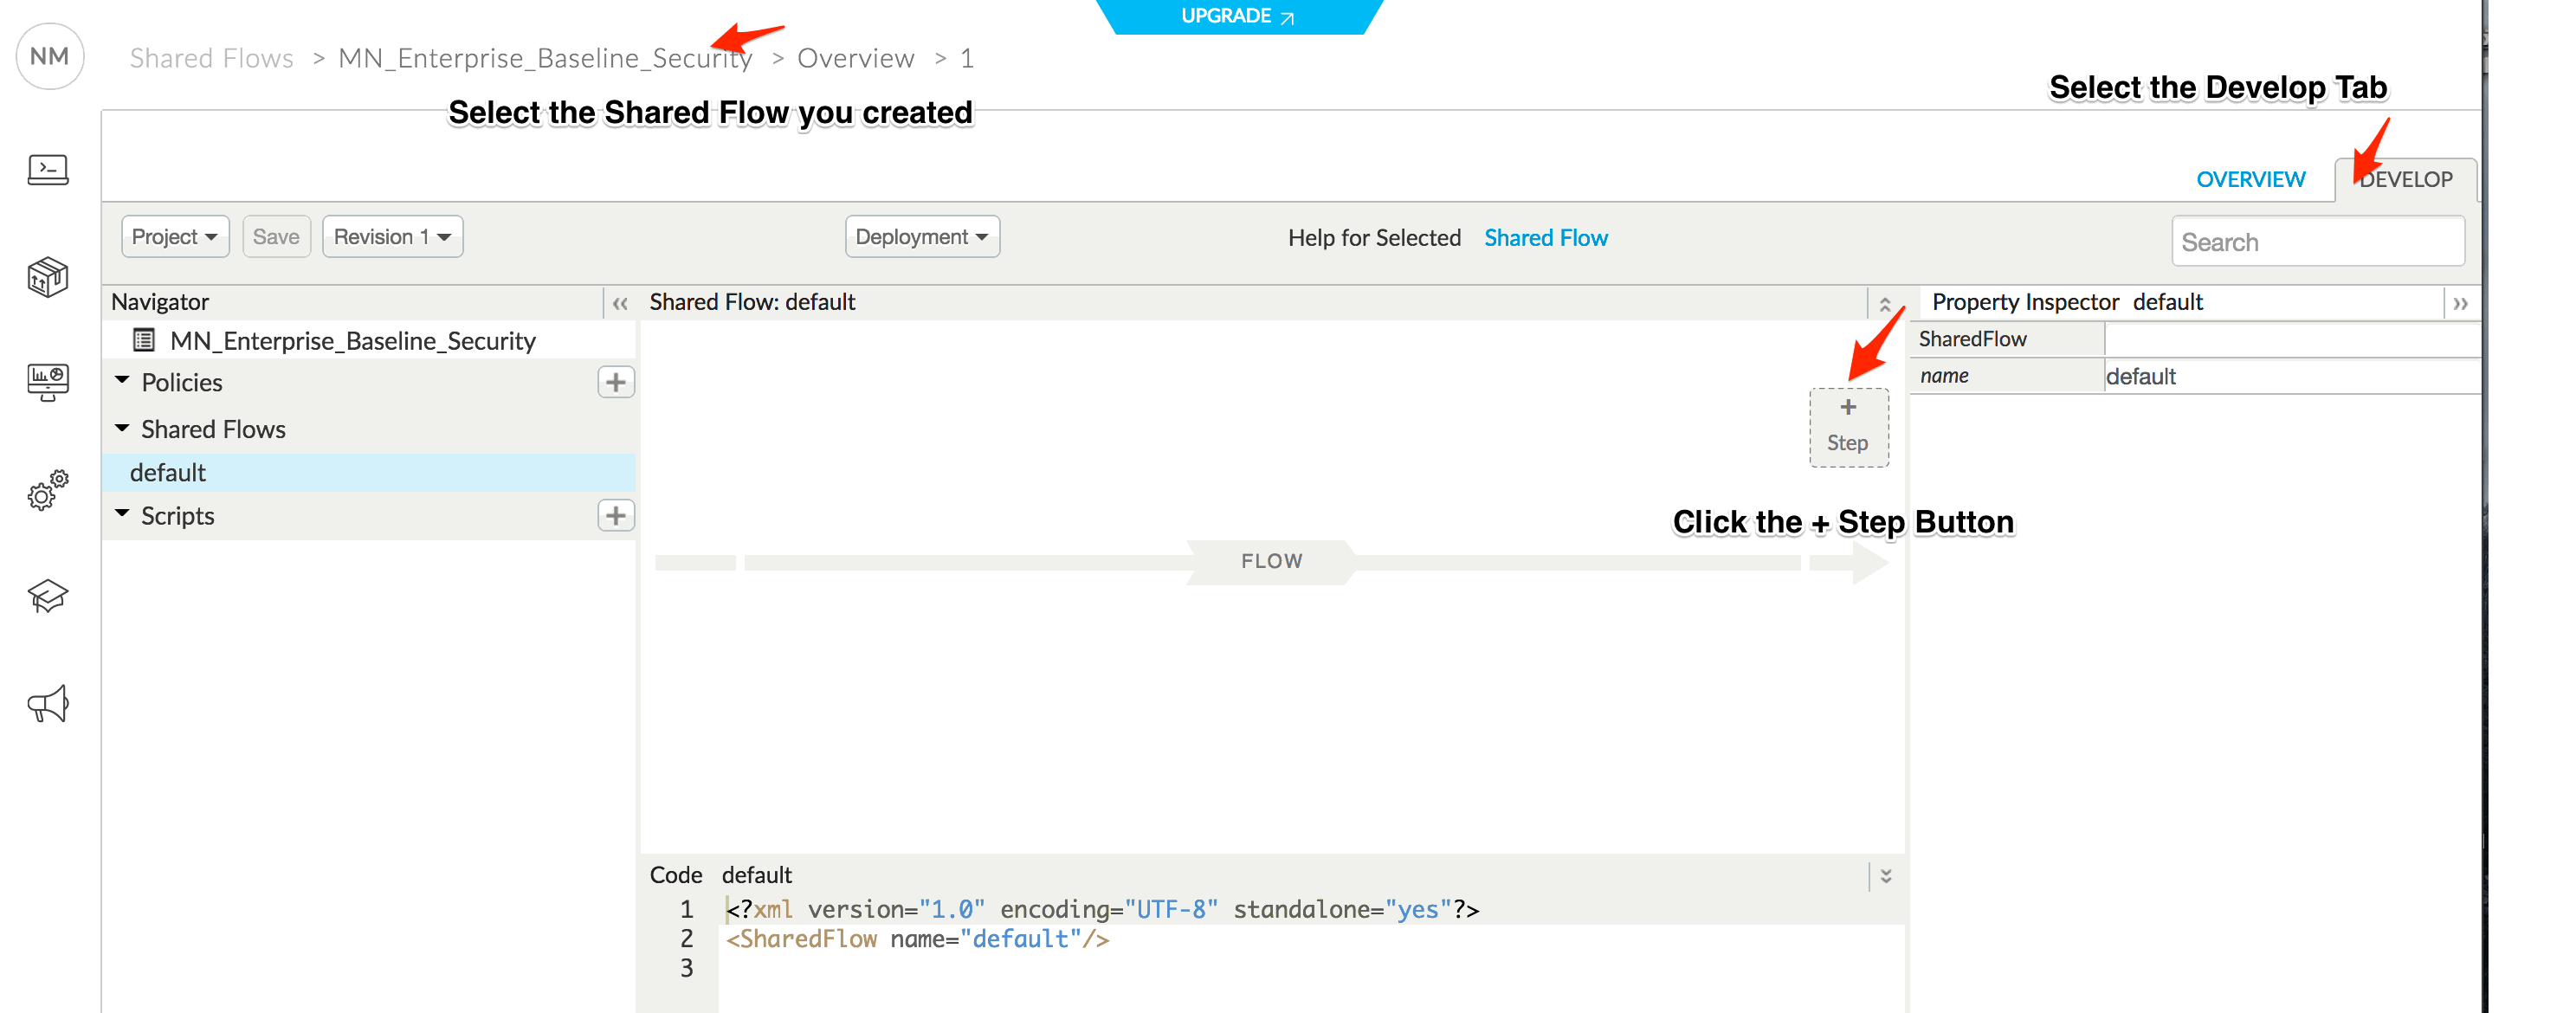 UPGRADE
NM
Shared Flows > MN_Enterprise_Baseline_Security > Overview > 1
Select the Develop Tab
Select the Shared Flow you created
OVERVIEW DEVELOP
Project Save Revision 1 Deployment Help for Selected Shared Flow Search
Navigator « Shared Flow: default Property Inspector default »
MN_Enterprise_Baseline_Security
SharedFlow
Policies +
name default
Shared Flows
+
Step
default
Scripts +
Click the + Step Button
FLOW
Code default
1 <?xml version="1.0" encoding="UTF-8" standalone="yes"?>
2 <SharedFlow name="default"/>
3